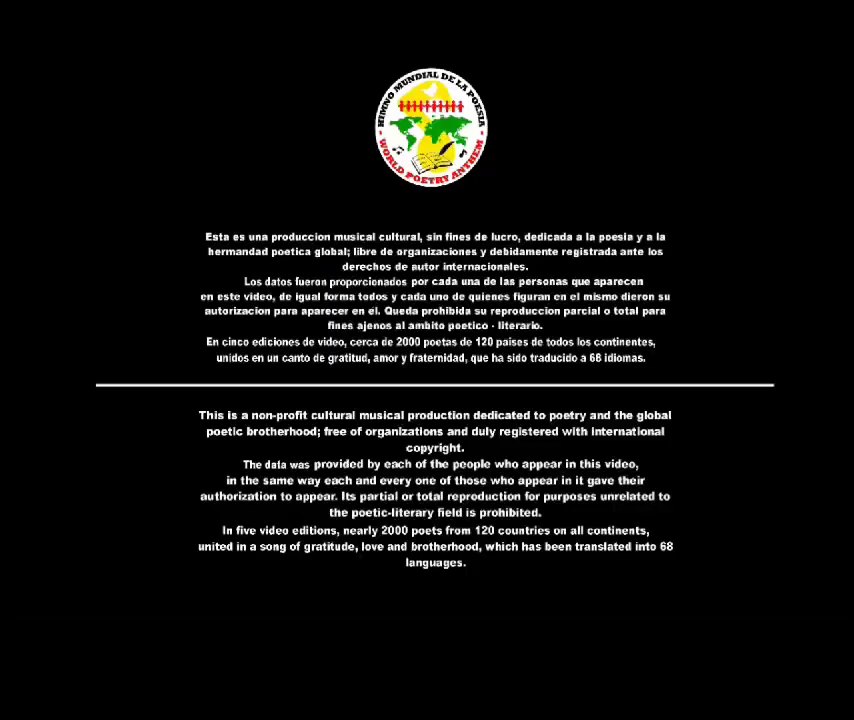 HIMNO MUNDIAL DE LA POESIA
- WORLD POETRY ANTHEM -
Esta es una produccion musical cultural, sin fines de lucro, dedicada a la poesia y a la
hermandad poetica global; libre de organizaciones y debidamente registrada ante los
derechos de autor internacionales.
Los datos fueron proporcionados por cada una de las personas que aparecen
en este video, de igual forma todos y cada uno de quienes figuran en el mismo dieron su
autorizacion para aparecer en el. Queda prohibida su reproduccion parcial o total para
fines ajenos al ambito poetico - literario.
En cinco ediciones de video, cerca de 2000 poetas de 120 paises de todos los continentes,
unidos en un canto de gratitud, amor y fraternidad, que ha sido traducido a 68 idiomas.
This is a non-profit cultural musical production dedicated to poetry and the global
poetic brotherhood; free of organizations and duly registered with international
copyright.
The data was provided by each of the people who appear in this video,
in the same way each and every one of those who appear in it gave their
authorization to appear. Its partial or total reproduction for purposes unrelated to
the poetic-literary field is prohibited.
In five video editions, nearly 2000 poets from 120 countries on all continents,
united in a song of gratitude, love and brotherhood, which has been translated into 68
languages.